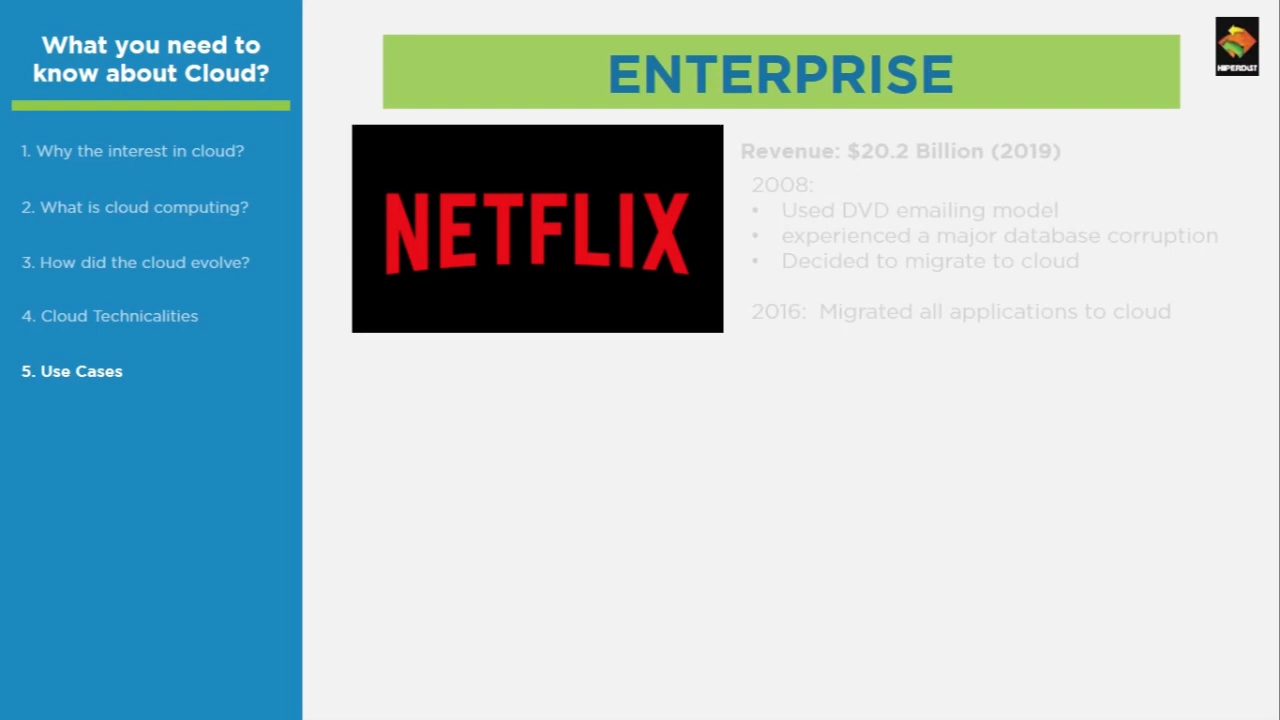 What you need to
know about Cloud?
1. Why the interest in cloud?
2. What is cloud computing?
3. How did the cloud evolve?
4. Cloud Technicalities
5. Use Cases
ENTERPRISE
HIPERDIST
NETFLIX
Revenue: $20.2 Billion (2019)
2008:
• Used DVD emailing model
• experienced a major database corruption
• Decided to migrate to cloud
2016: Migrated all applications to cloud